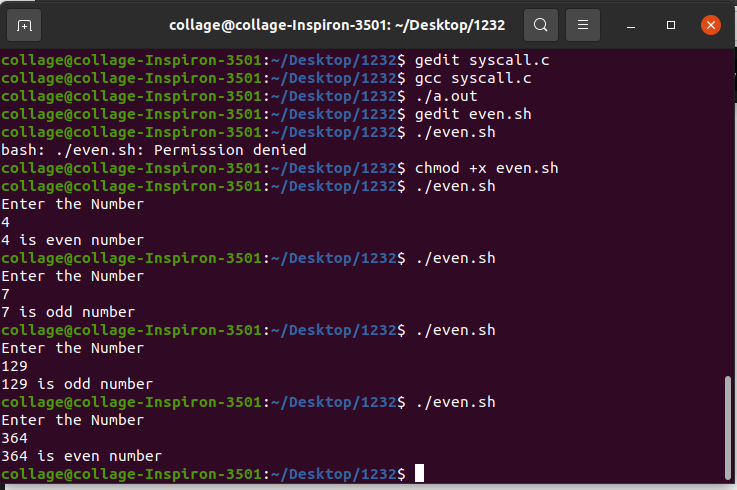 collage@collage-Inspiron-3501: ~/Desktop/1232
collage@collage-Inspiron-3501:~/Desktop/1232$ gedit syscall.c
collage@collage-Inspiron-3501:~/Desktop/1232$ gcc syscall.c
collage@collage-Inspiron-3501:~/Desktop/1232$ ./a.out
collage@collage-Inspiron-3501:~/Desktop/1232$ gedit even.sh
collage@collage-Inspiron-3501:~/Desktop/1232$ ./even.sh
bash: ./even.sh: Permission denied
collage@collage-Inspiron-3501:~/Desktop/1232$ chmod +x even.sh
collage@collage-Inspiron-3501:~/Desktop/1232$ ./even.sh
Enter the Number
4
4 is even number
collage@collage-Inspiron-3501:~/Desktop/1232$ ./even.sh
Enter the Number
7
7 is odd number
collage@collage-Inspiron-3501:~/Desktop/1232$ ./even.sh
Enter the Number
129
129 is odd number
collage@collage-Inspiron-3501:~/Desktop/1232$ ./even.sh
Enter the Number
364
364 is even number
collage@collage-Inspiron-3501:~/Desktop/1232$